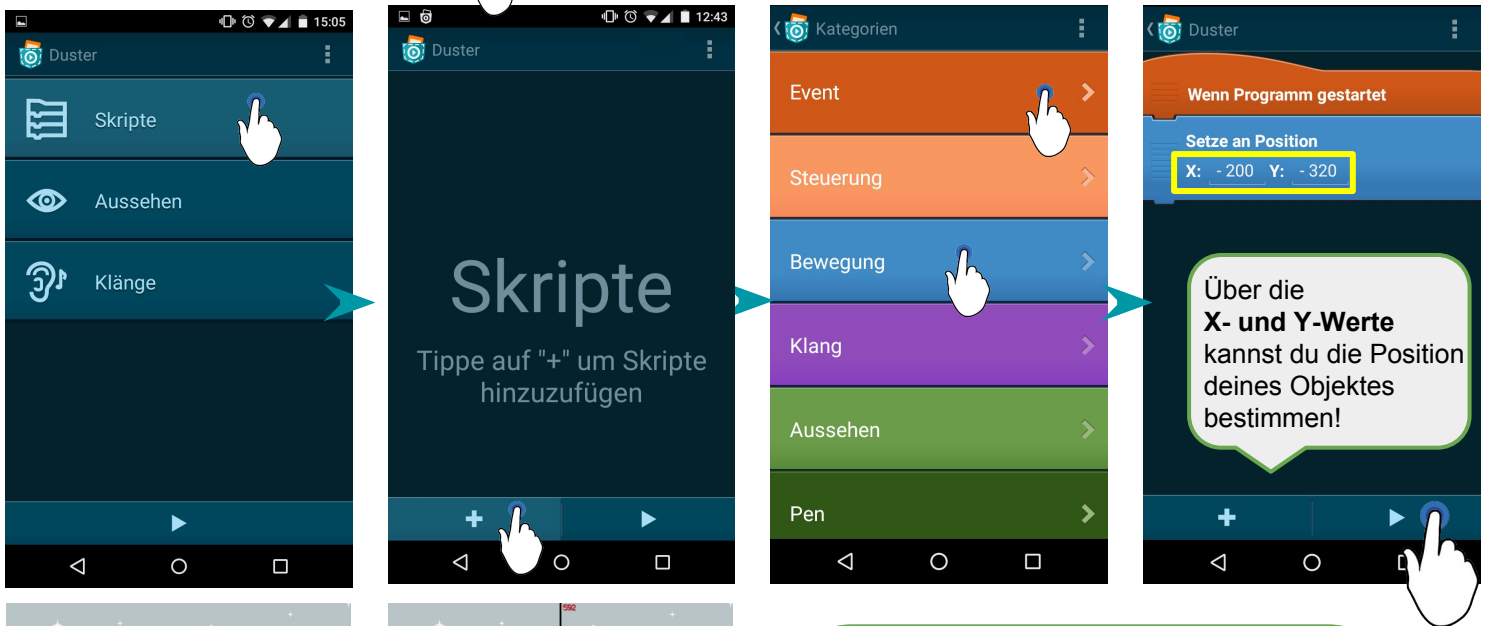 15:05
Duster
Skripte
Aussehen
Klänge
12:43
Duster
Skripte
Tippe auf "+" um Skripte
hinzuzufügen
Kategorien
Event
Steuerung
Bewegung
Klang
Aussehen
Pen
Duster
Wenn Programm gestartet
Setze an Position
X: - 200 Y: - 320
Über die
X- und Y-Werte
kannst du die Position
deines Objektes
bestimmen!
592